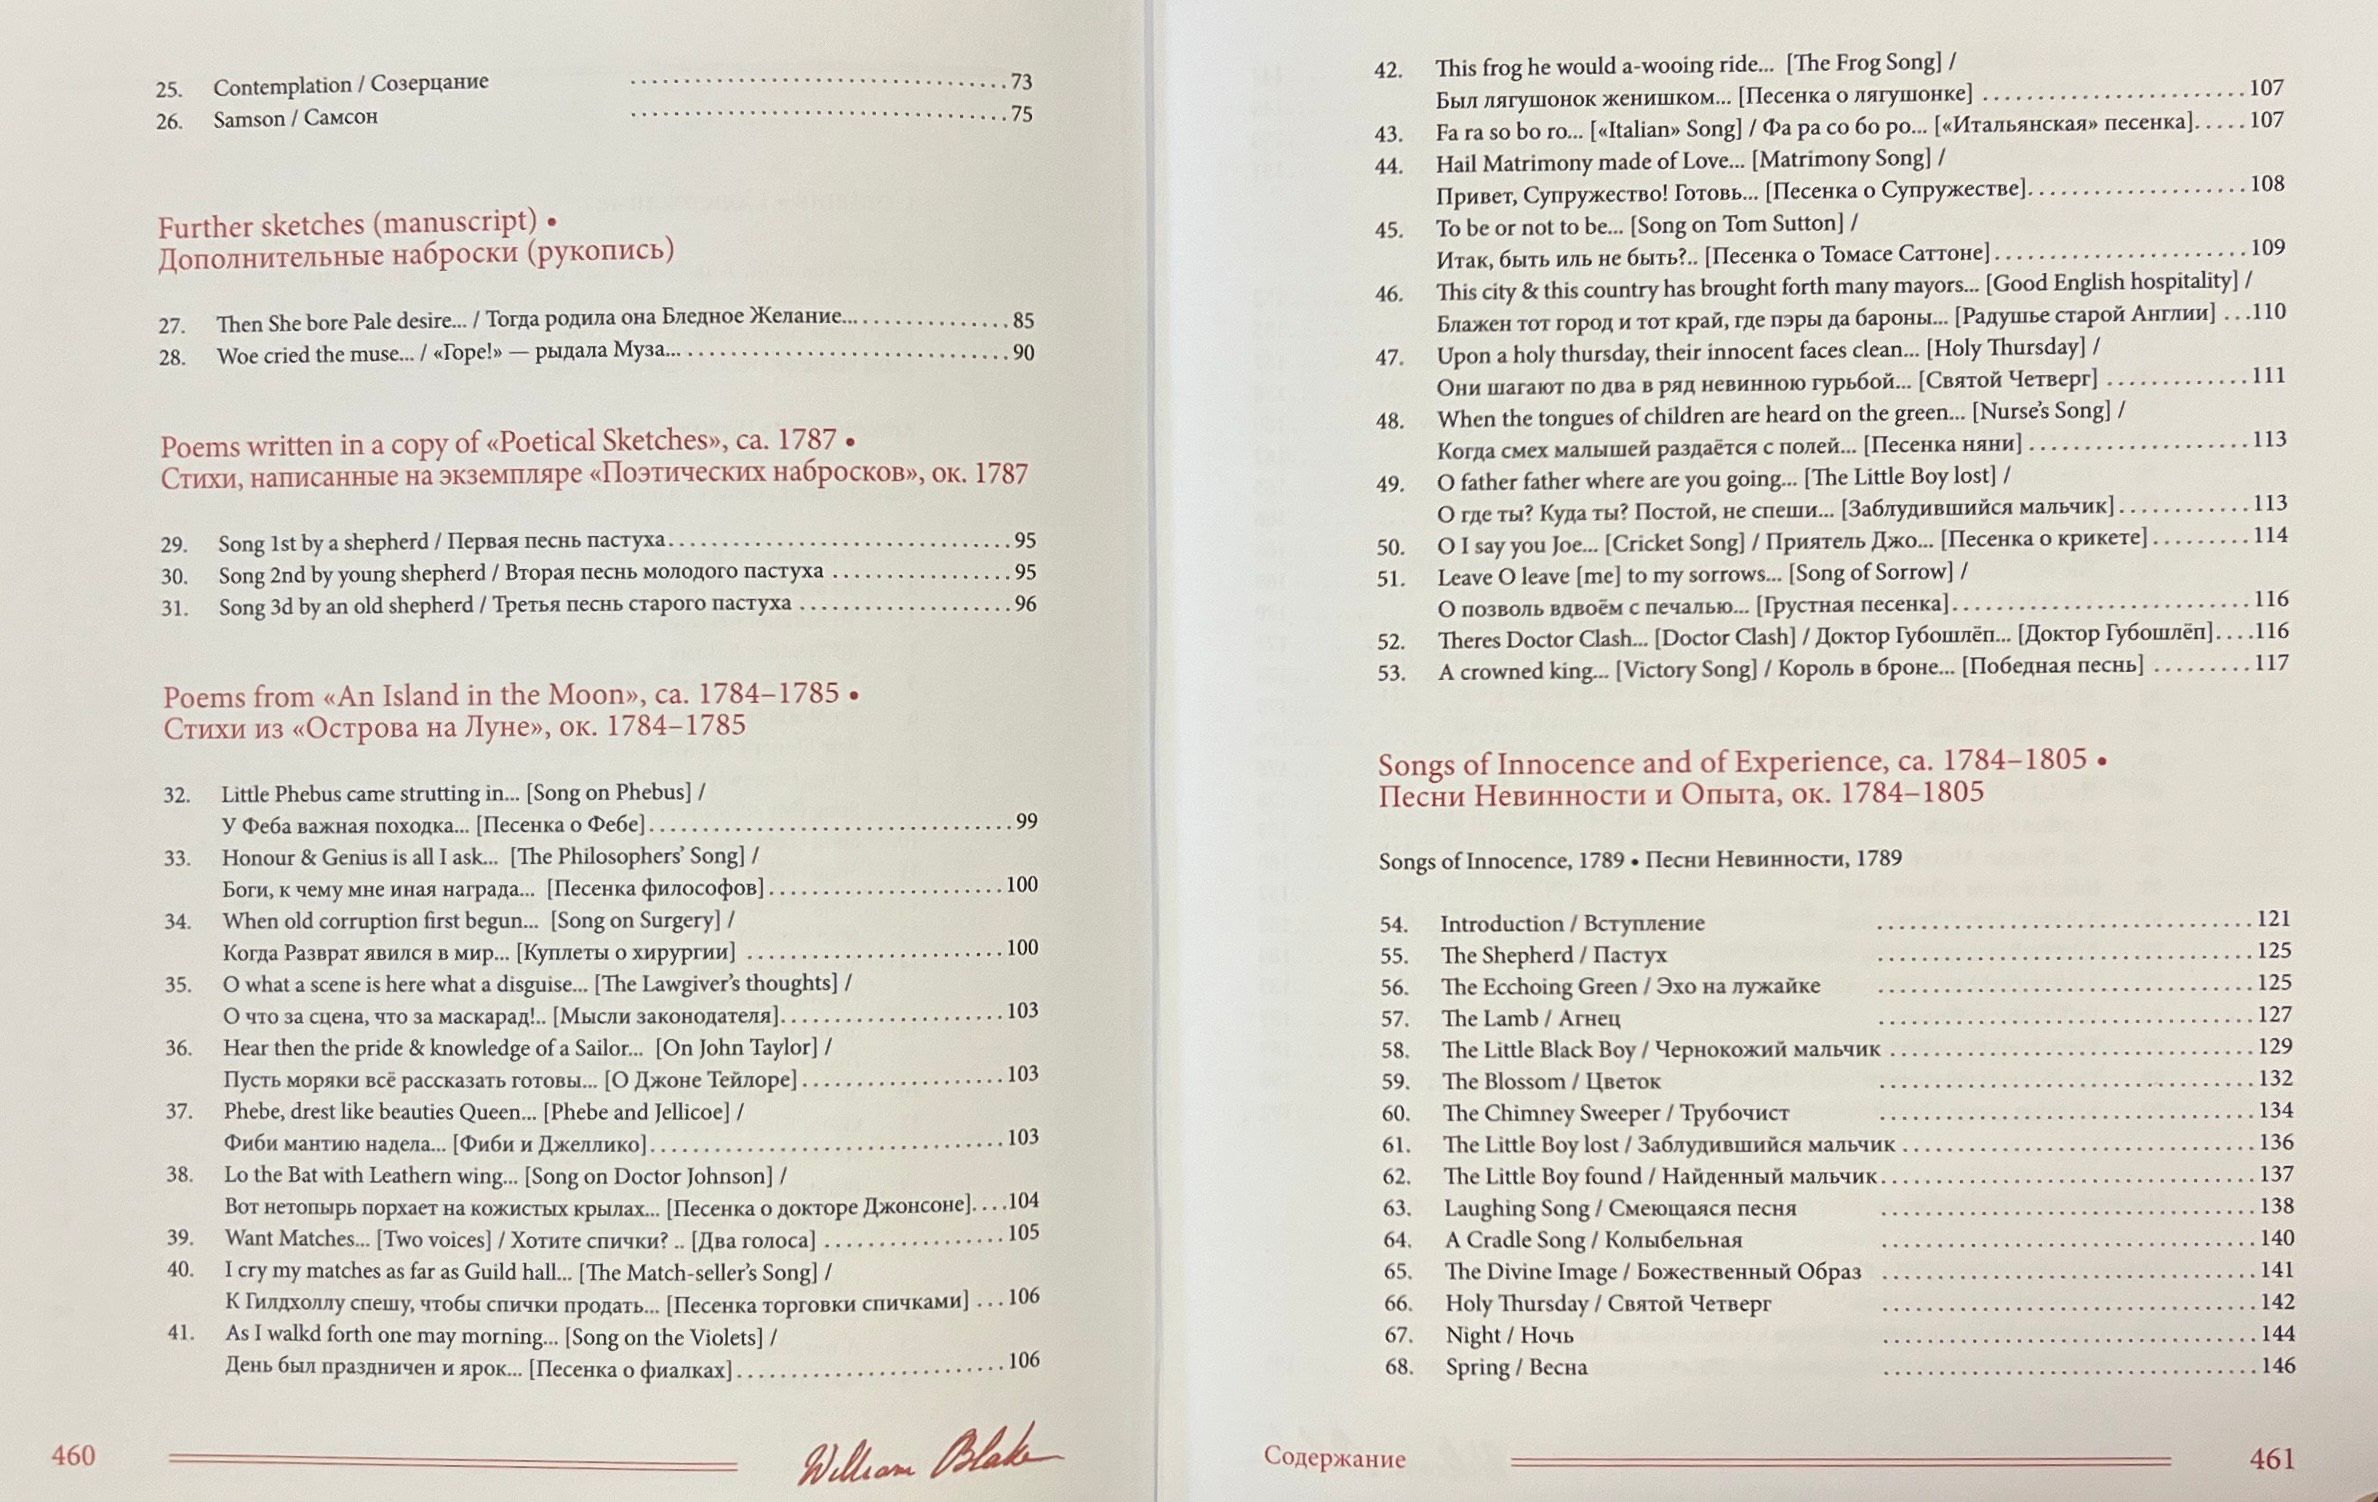 25. Contemplation / Созерцание ........ 73
26. Samson / Самсон ........ 75
Further sketches (manuscript) •
Дополнительные наброски (рукопись)
27. Then She bore Pale desire... / Тогда родила она Бледное Желание... ........ 85
28. Woe cried the muse... / «Горе!» — рыдала Муза... ........ 90
Poems written in a copy of «Poetical Sketches», ca. 1787 •
Стихи, написанные на экземпляре «Поэтических набросков», ок. 1787
29. Song 1st by a shepherd / Первая песнь пастуха ........ 95
30. Song 2nd by young shepherd / Вторая песнь молодого пастуха ........ 95
31. Song 3d by an old shepherd / Третья песнь старого пастуха ........ 96
Poems from «An Island in the Moon», ca. 1784–1785 •
Стихи из «Острова на Луне», ок. 1784–1785
32. Little Phebus came strutting in... [Song on Phebus] /
У Феба важная походка... [Песенка о Фебе] ........ 99
33. Honour & Genius is all I ask... [The Philosophers’ Song] /
Боги, к чему мне иная награда... [Песенка философов] ........ 100
34. When old corruption first begun... [Song on Surgery] /
Когда Разврат явился в мир... [Куплеты о хирургии] ........ 100
35. O what a scene is here what a disguise... [The Lawgiver’s thoughts] /
О что за сцена, что за маскарад!.. [Мысли законодателя] ........ 103
36. Hear then the pride & knowledge of a Sailor... [On John Taylor] /
Пусть моряки всё рассказать готовы... [О Джоне Тейлоре] ........ 103
37. Phebe, drest like beauties Queen... [Phebe and Jellicoe] /
Фиби мантию надела... [Фиби и Джеллико] ........ 103
38. Lo the Bat with Leathern wing... [Song on Doctor Johnson] /
Вот нетопырь порхает на кожистых крылах... [Песенка о докторе Джонсоне] .... 104
39. Want Matches... [Two voices] / Хотите спички? .. [Два голоса] ........ 105
40. I cry my matches as far as Guild hall... [The Match-seller’s Song] /
К Гилдхоллу спешу, чтобы спички продать... [Песенка торговки спичками] ... 106
41. As I walkd forth one may morning... [Song on the Violets] /
День был праздничен и ярок... [Песенка о фиалках] ........ 106
460
William Blake
42. This frog he would a-wooing ride... [The Frog Song] /
Был лягушонок женишком... [Песенка о лягушонке] ........ 107
43. Fa ra so bo ro... [«Italian» Song] / Фа ра со бо ро... [«Итальянская» песенка] ..... 107
44. Hail Matrimony made of Love... [Matrimony Song] /
Привет, Супружество! Готовь... [Песенка о Супружестве] ........ 108
45. To be or not to be... [Song on Tom Sutton] /
Итак, быть иль не быть?.. [Песенка о Томасе Саттоне] ........ 109
46. This city & this country has brought forth many mayors... [Good English hospitality] /
Блажен тот город и тот край, где пэры да бароны... [Радушье старой Англии] ... 110
47. Upon a holy thursday, their innocent faces clean... [Holy Thursday] /
Они шагают по два в ряд невинною гурьбой... [Святой Четверг] ........ 111
48. When the tongues of children are heard on the green... [Nurse’s Song] /
Когда смех малышей раздаётся с полей... [Песенка няни] ........ 113
49. O father father where are you going... [The Little Boy lost] /
О где ты? Куда ты? Постой, не спеши... [Заблудившийся мальчик] ........ 113
50. O I say you Joe... [Cricket Song] / Приятель Джо... [Песенка о крикете] ........ 114
51. Leave O leave [me] to my sorrows... [Song of Sorrow] /
О позволь вдвоём с печалью... [Грустная песенка] ........ 116
52. Theres Doctor Clash... [Doctor Clash] / Доктор Губошлёп... [Доктор Губошлёп] .... 116
53. A crowned king... [Victory Song] / Король в броне... [Победная песнь] ........ 117
Songs of Innocence and of Experience, ca. 1784–1805 •
Песни Невинности и Опыта, ок. 1784–1805
Songs of Innocence, 1789 • Песни Невинности, 1789
54. Introduction / Вступление ........ 121
55. The Shepherd / Пастух ........ 125
56. The Ecchoing Green / Эхо на лужайке ........ 125
57. The Lamb / Агнец ........ 127
58. The Little Black Boy / Чернокожий мальчик ........ 129
59. The Blossom / Цветок ........ 132
60. The Chimney Sweeper / Трубочист ........ 134
61. The Little Boy lost / Заблудившийся мальчик ........ 136
62. The Little Boy found / Найденный мальчик ........ 137
63. Laughing Song / Смеющаяся песня ........ 138
64. A Cradle Song / Колыбельная ........ 140
65. The Divine Image / Божественный Образ ........ 141
66. Holy Thursday / Святой Четверг ........ 142
67. Night / Ночь ........ 144
68. Spring / Весна ........ 146
Содержание
461